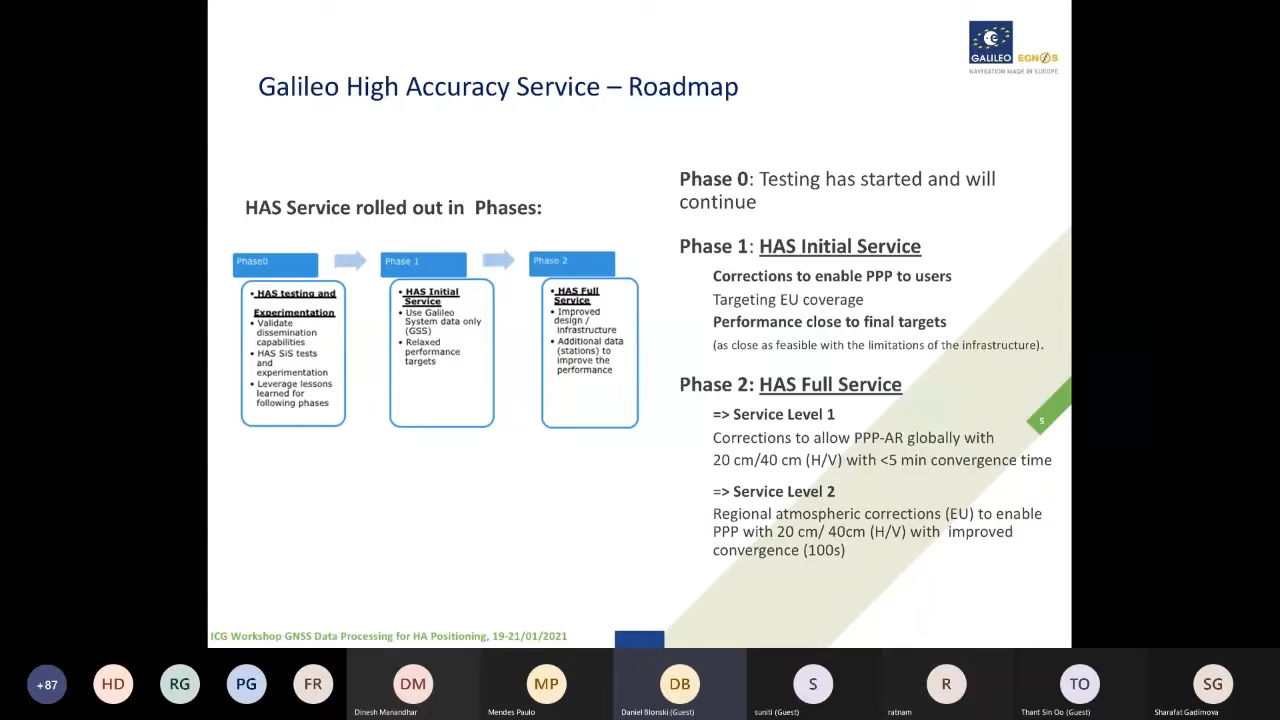 GALILEO
EGNOS
NAVIGATION MADE IN EUROPE
Galileo High Accuracy Service – Roadmap
HAS Service rolled out in  Phases:
Phase0
• HAS testing and
Experimentation
• Validate
dissemination
capabilities
• HAS SiS tests
and
experimentation
• Leverage lessons
learned for
following phases
Phase 1
• HAS Initial
Service
• Use Galileo
System data only
(GSS)
• Relaxed
performance
targets
Phase 2
• HAS Full
Service
• Improved
design /
infrastructure
• Additional data
(stations) to
improve the
performance
Phase 0: Testing has started and will
continue
Phase 1: HAS Initial Service
Corrections to enable PPP to users
Targeting EU coverage
Performance close to final targets
(as close as feasible with the limitations of the infrastructure).
Phase 2: HAS Full Service
=> Service Level 1
Corrections to allow PPP-AR globally with
20 cm/40 cm (H/V) with <5 min convergence time
=> Service Level 2
Regional atmospheric corrections (EU) to enable
PPP with 20 cm/ 40cm (H/V) with  improved
convergence (100s)
5
ICG Workshop GNSS Data Processing for HA Positioning, 19-21/01/2021
+87
HD
RG
PG
FR
DM
Dinesh Manandhar
MP
Mendes Paulo
DB
Daniel Blonski (Guest)
S
suniti (Guest)
R
ratnam
TO
Thant Sin Oo (Guest)
SG
Sharafat Gadimova